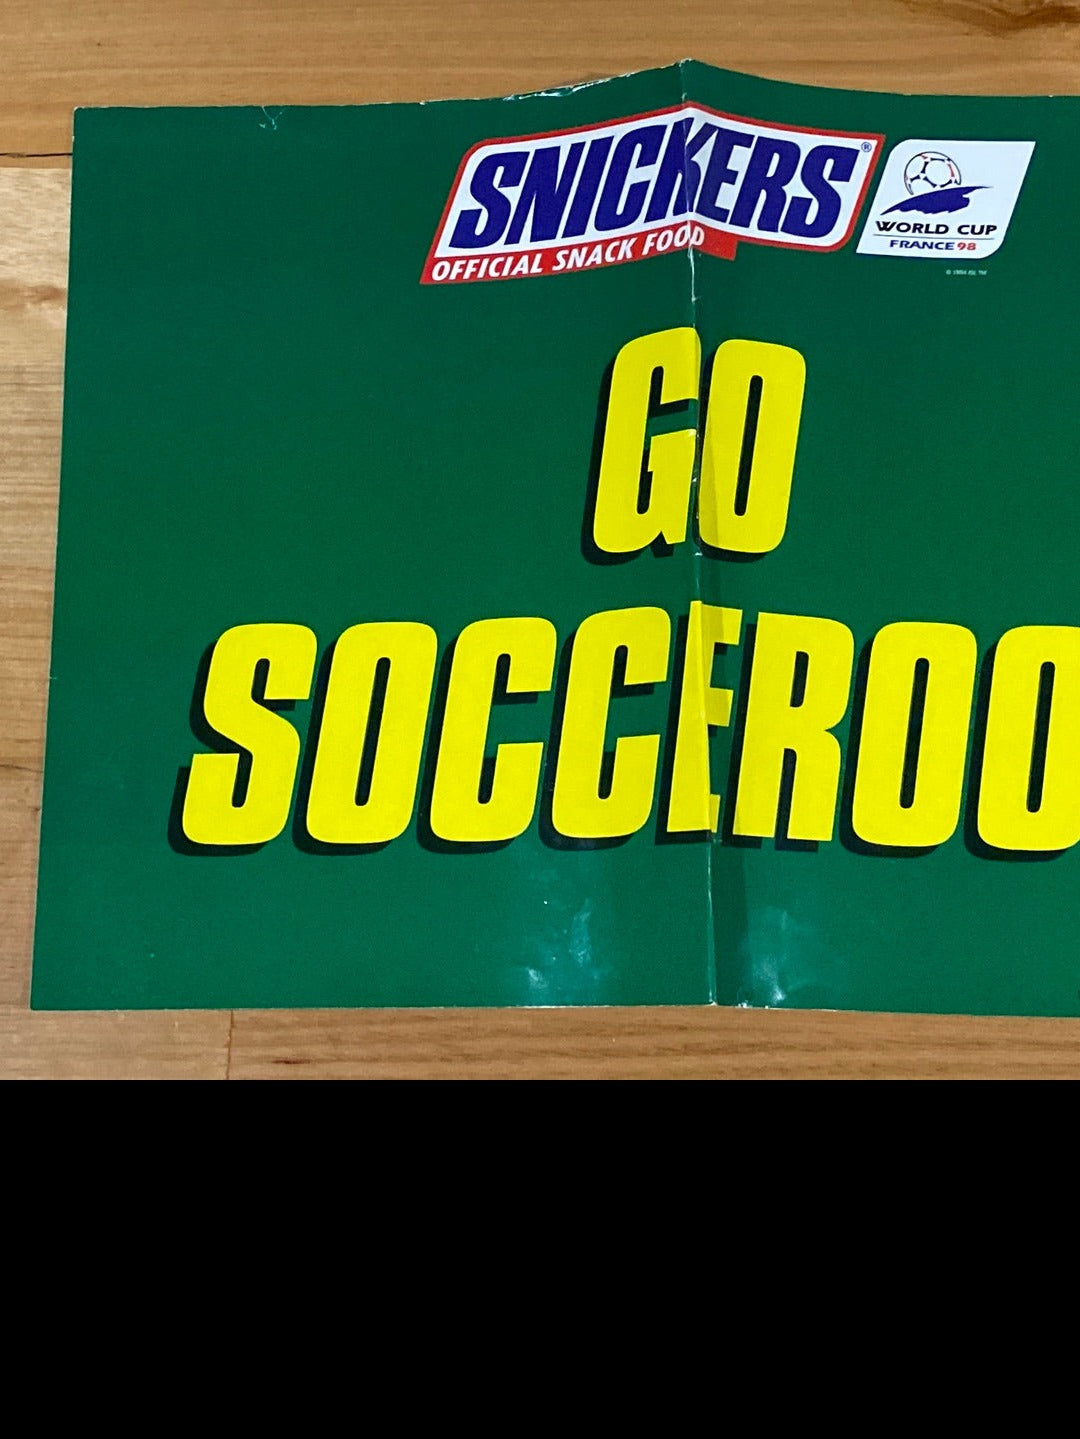 SNICKERS®
OFFICIAL SNACK FOOD
WORLD CUP
FRANCE 98
GO
SOCCEROO